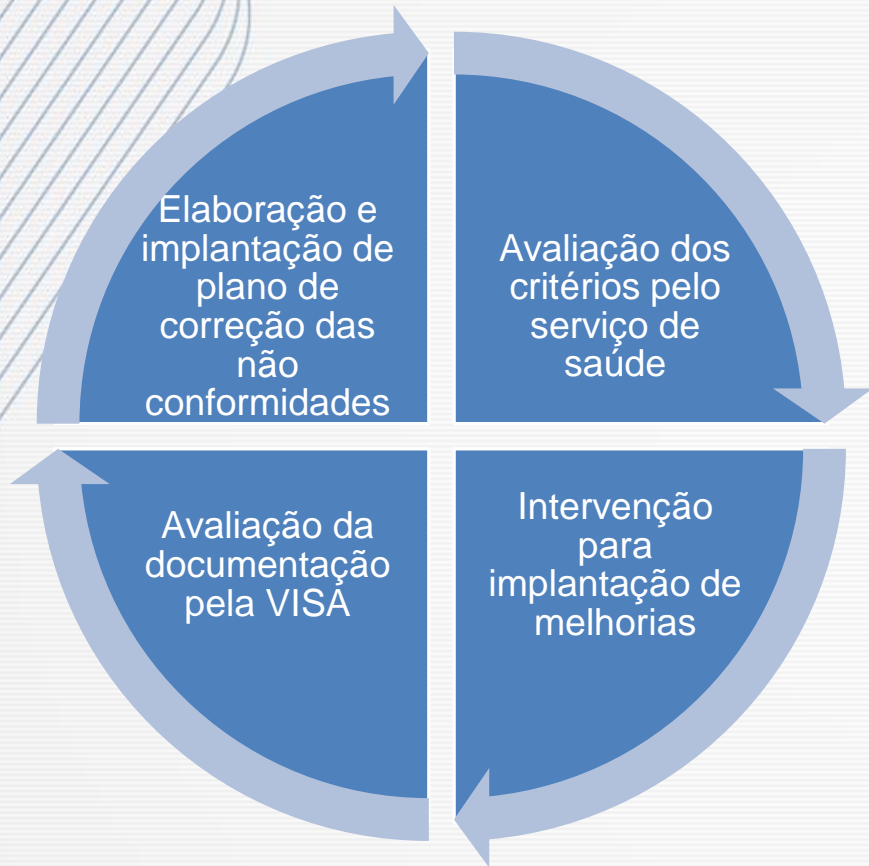 Elaboração e
implantação de
plano de
correção das
não
conformidades
Avaliação dos
critérios pelo
serviço de
saúde
Avaliação da
documentação
pela VISA
Intervenção
para
implantação de
melhorias